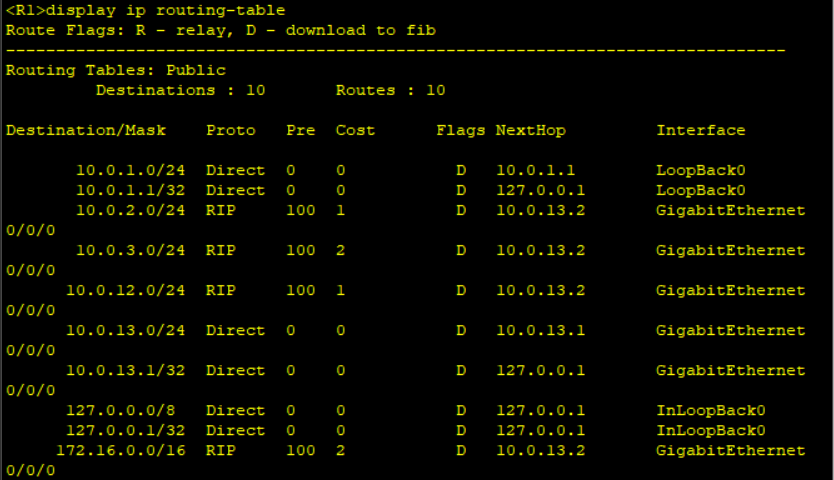 <R1>display ip routing-table
Route Flags: R - relay, D - download to fib
------------------------------------------------------------------------------
Routing Tables: Public
         Destinations : 10       Routes : 10

Destination/Mask    Proto   Pre  Cost      Flags NextHop         Interface

       10.0.1.0/24  Direct  0    0           D   10.0.1.1        LoopBack0
       10.0.1.1/32  Direct  0    0           D   127.0.0.1       LoopBack0
       10.0.2.0/24  RIP     100  1           D   10.0.13.2       GigabitEthernet
0/0/0
       10.0.3.0/24  RIP     100  2           D   10.0.13.2       GigabitEthernet
0/0/0
      10.0.12.0/24  RIP     100  1           D   10.0.13.2       GigabitEthernet
0/0/0
      10.0.13.0/24  Direct  0    0           D   10.0.13.1       GigabitEthernet
0/0/0
      10.0.13.1/32  Direct  0    0           D   127.0.0.1       GigabitEthernet
0/0/0
      127.0.0.0/8   Direct  0    0           D   127.0.0.1       InLoopBack0
      127.0.0.1/32  Direct  0    0           D   127.0.0.1       InLoopBack0
     172.16.0.0/16  RIP     100  2           D   10.0.13.2       GigabitEthernet
0/0/0